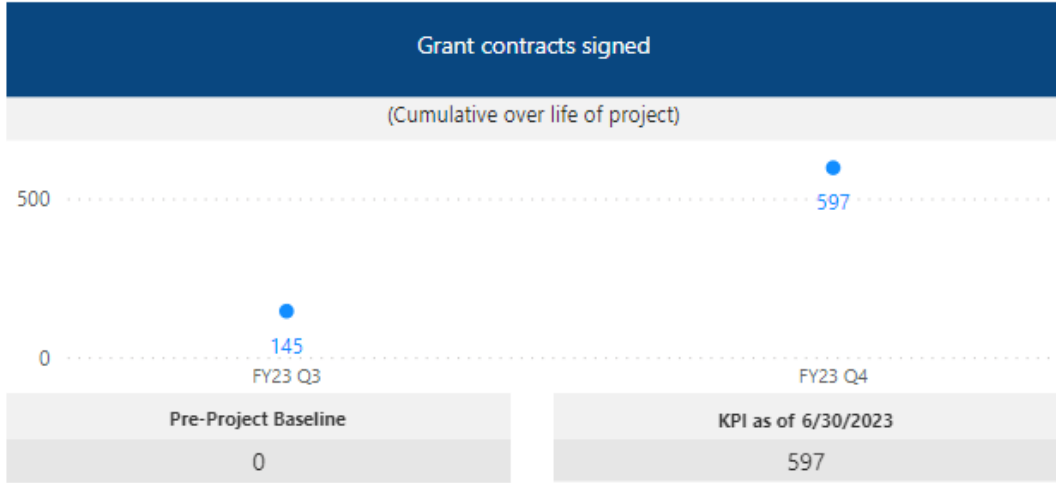 Grant contracts signed
(Cumulative over life of project)
500
597
145
0
FY23 Q3 FY23 Q4
Pre-Project Baseline KPI as of 6/30/2023
0 597